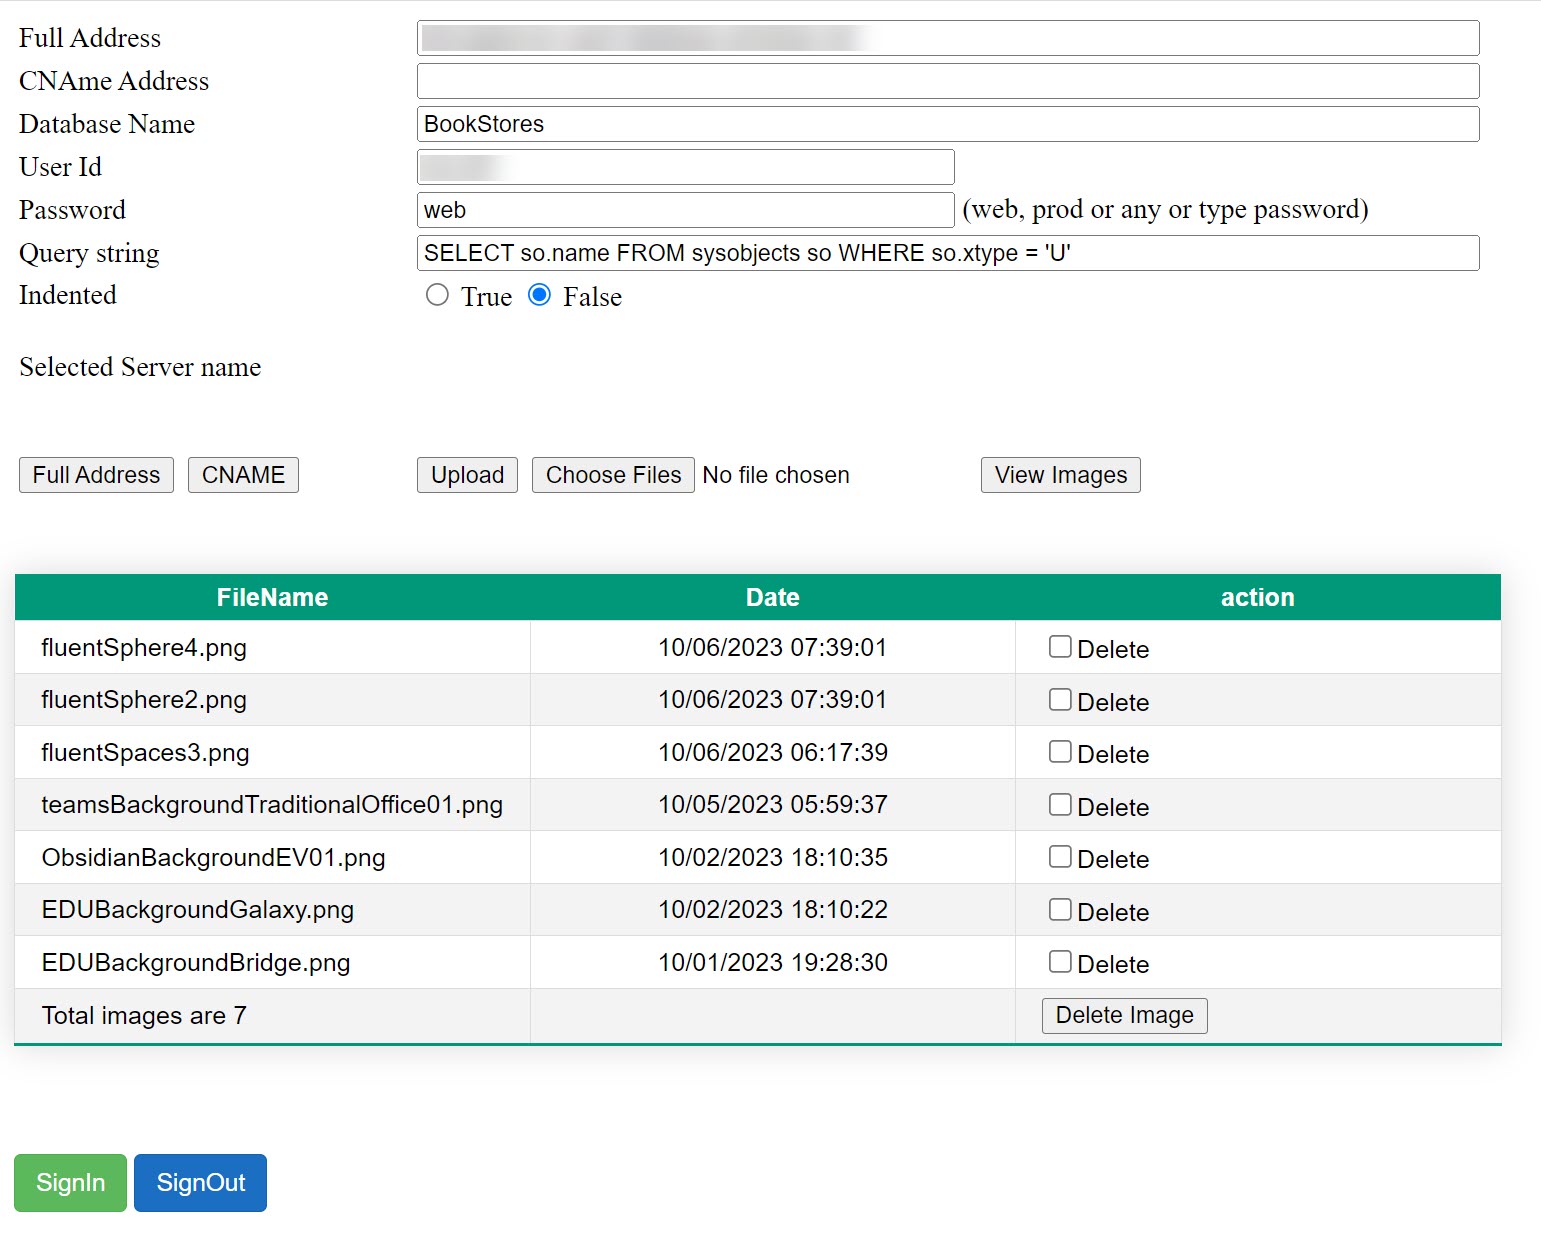 Full Address
CNAme Address
Database Name BookStores
User Id
Password web (web, prod or any or type password)
Query string SELECT so.name FROM sysobjects so WHERE so.xtype = 'U'
Indented True False
Selected Server name
Full Address CNAME Upload Choose Files No file chosen View Images
FileName Date action
fluentSphere4.png 10/06/2023 07:39:01 Delete
fluentSphere2.png 10/06/2023 07:39:01 Delete
fluentSpaces3.png 10/06/2023 06:17:39 Delete
teamsBackgroundTraditionalOffice01.png 10/05/2023 05:59:37 Delete
ObsidianBackgroundEV01.png 10/02/2023 18:10:35 Delete
EDUBackgroundGalaxy.png 10/02/2023 18:10:22 Delete
EDUBackgroundBridge.png 10/01/2023 19:28:30 Delete
Total images are 7 Delete Image
SignIn SignOut